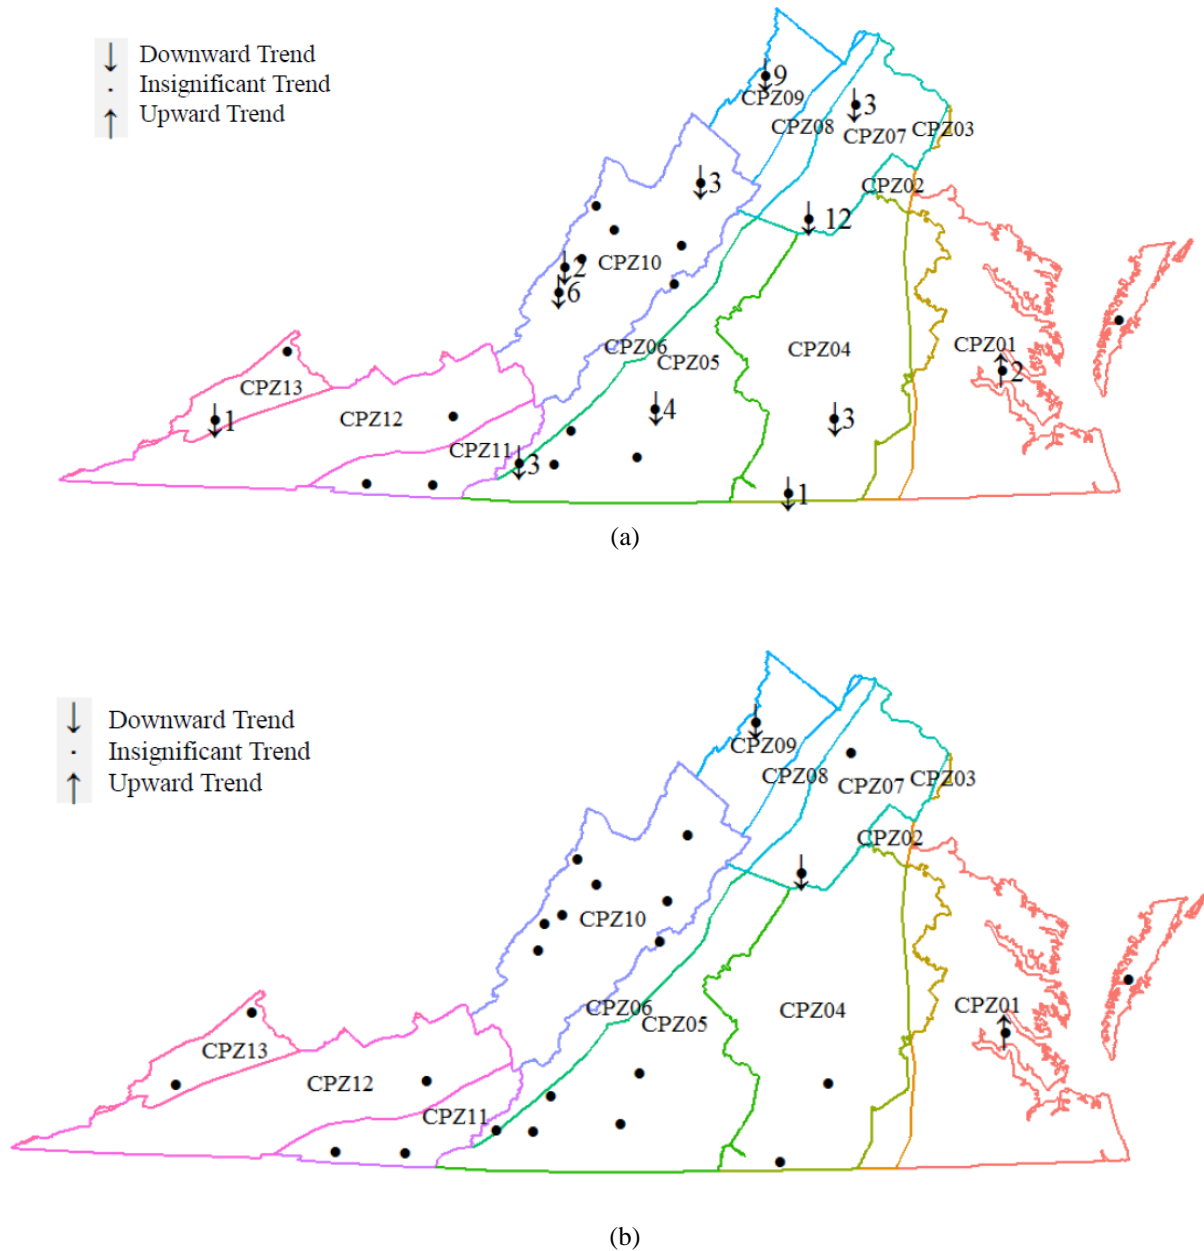 ↓ Downward Trend
· Insignificant Trend
↑ Upward Trend
9
CPZ09
3
CPZ08
CPZ07
CPZ03
3
CPZ02
12
CPZ10
2
6
CPZ06
CPZ05
CPZ04
CPZ01
2
CPZ13
1
CPZ12
4
3
CPZ11
3
1
(a)
↓ Downward Trend
· Insignificant Trend
↑ Upward Trend
CPZ09
CPZ08
CPZ07
CPZ03
CPZ02
CPZ10
CPZ06
CPZ05
CPZ04
CPZ01
CPZ13
CPZ12
CPZ11
(b)